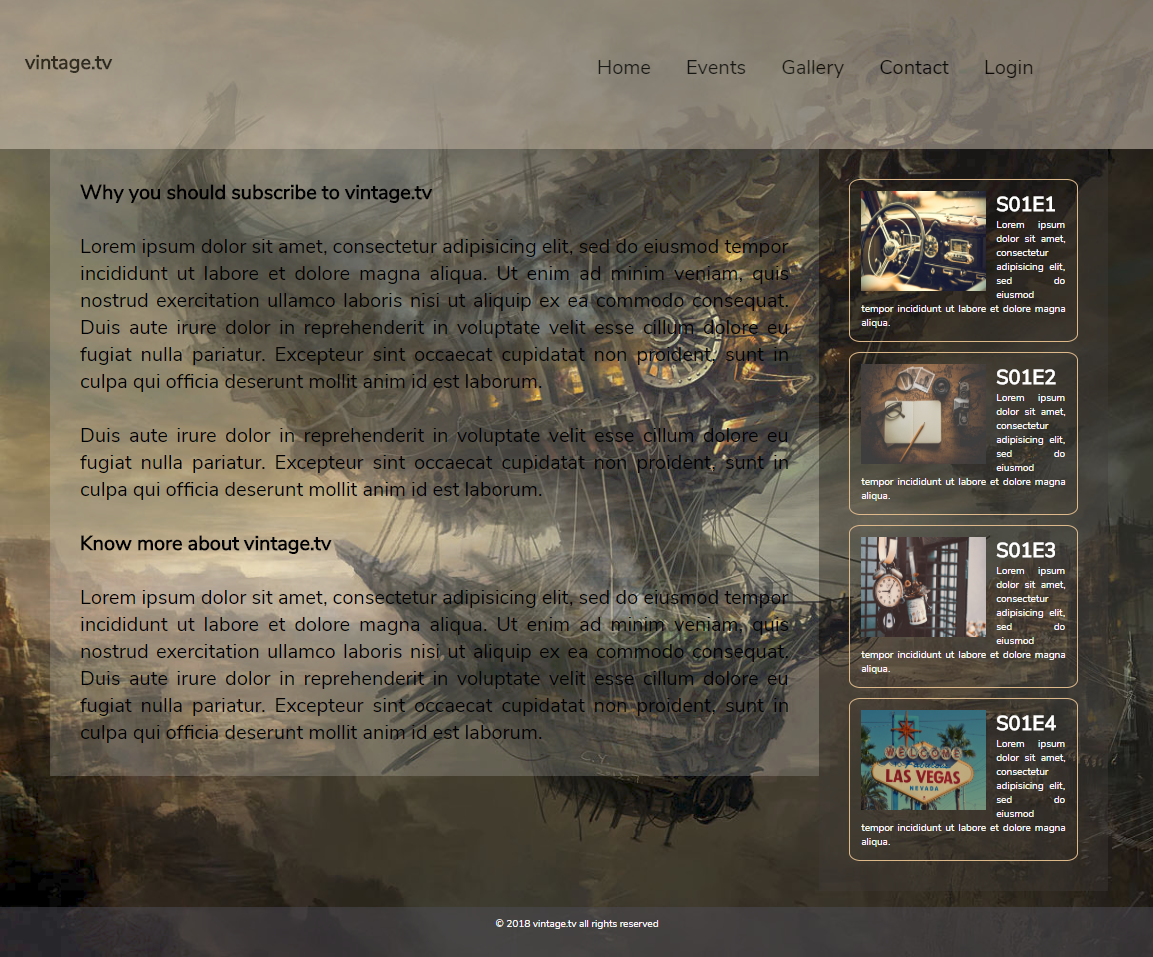 vintage.tv
Home Events Gallery Contact Login
Why you should subscribe to vintage.tv
Lorem ipsum dolor sit amet, consectetur adipisicing elit, sed do eiusmod tempor
incididunt ut labore et dolore magna aliqua. Ut enim ad minim veniam, quis
nostrud exercitation ullamco laboris nisi ut aliquip ex ea commodo consequat.
Duis aute irure dolor in reprehenderit in voluptate velit esse cillum dolore eu
fugiat nulla pariatur. Excepteur sint occaecat cupidatat non proident, sunt in
culpa qui officia deserunt mollit anim id est laborum.
Duis aute irure dolor in reprehenderit in voluptate velit esse cillum dolore eu
fugiat nulla pariatur. Excepteur sint occaecat cupidatat non proident, sunt in
culpa qui officia deserunt mollit anim id est laborum.
Know more about vintage.tv
Lorem ipsum dolor sit amet, consectetur adipisicing elit, sed do eiusmod tempor
incididunt ut labore et dolore magna aliqua. Ut enim ad minim veniam, quis
nostrud exercitation ullamco laboris nisi ut aliquip ex ea commodo consequat.
Duis aute irure dolor in reprehenderit in voluptate velit esse cillum dolore eu
fugiat nulla pariatur. Excepteur sint occaecat cupidatat non proident, sunt in
culpa qui officia deserunt mollit anim id est laborum.
S01E1
Lorem ipsum
dolor sit amet,
consectetur
adipisicing elit,
sed do
eiusmod
tempor incididunt ut labore et dolore magna
aliqua.
S01E2
Lorem ipsum
dolor sit amet,
consectetur
adipisicing elit,
sed do
eiusmod
tempor incididunt ut labore et dolore magna
aliqua.
S01E3
Lorem ipsum
dolor sit amet,
consectetur
adipisicing elit,
sed do
eiusmod
tempor incididunt ut labore et dolore magna
aliqua.
WELCOME
LAS VEGAS
NEVADA
S01E4
Lorem ipsum
dolor sit amet,
consectetur
adipisicing elit,
sed do
eiusmod
tempor incididunt ut labore et dolore magna
aliqua.
© 2018 vintage.tv all rights reserved